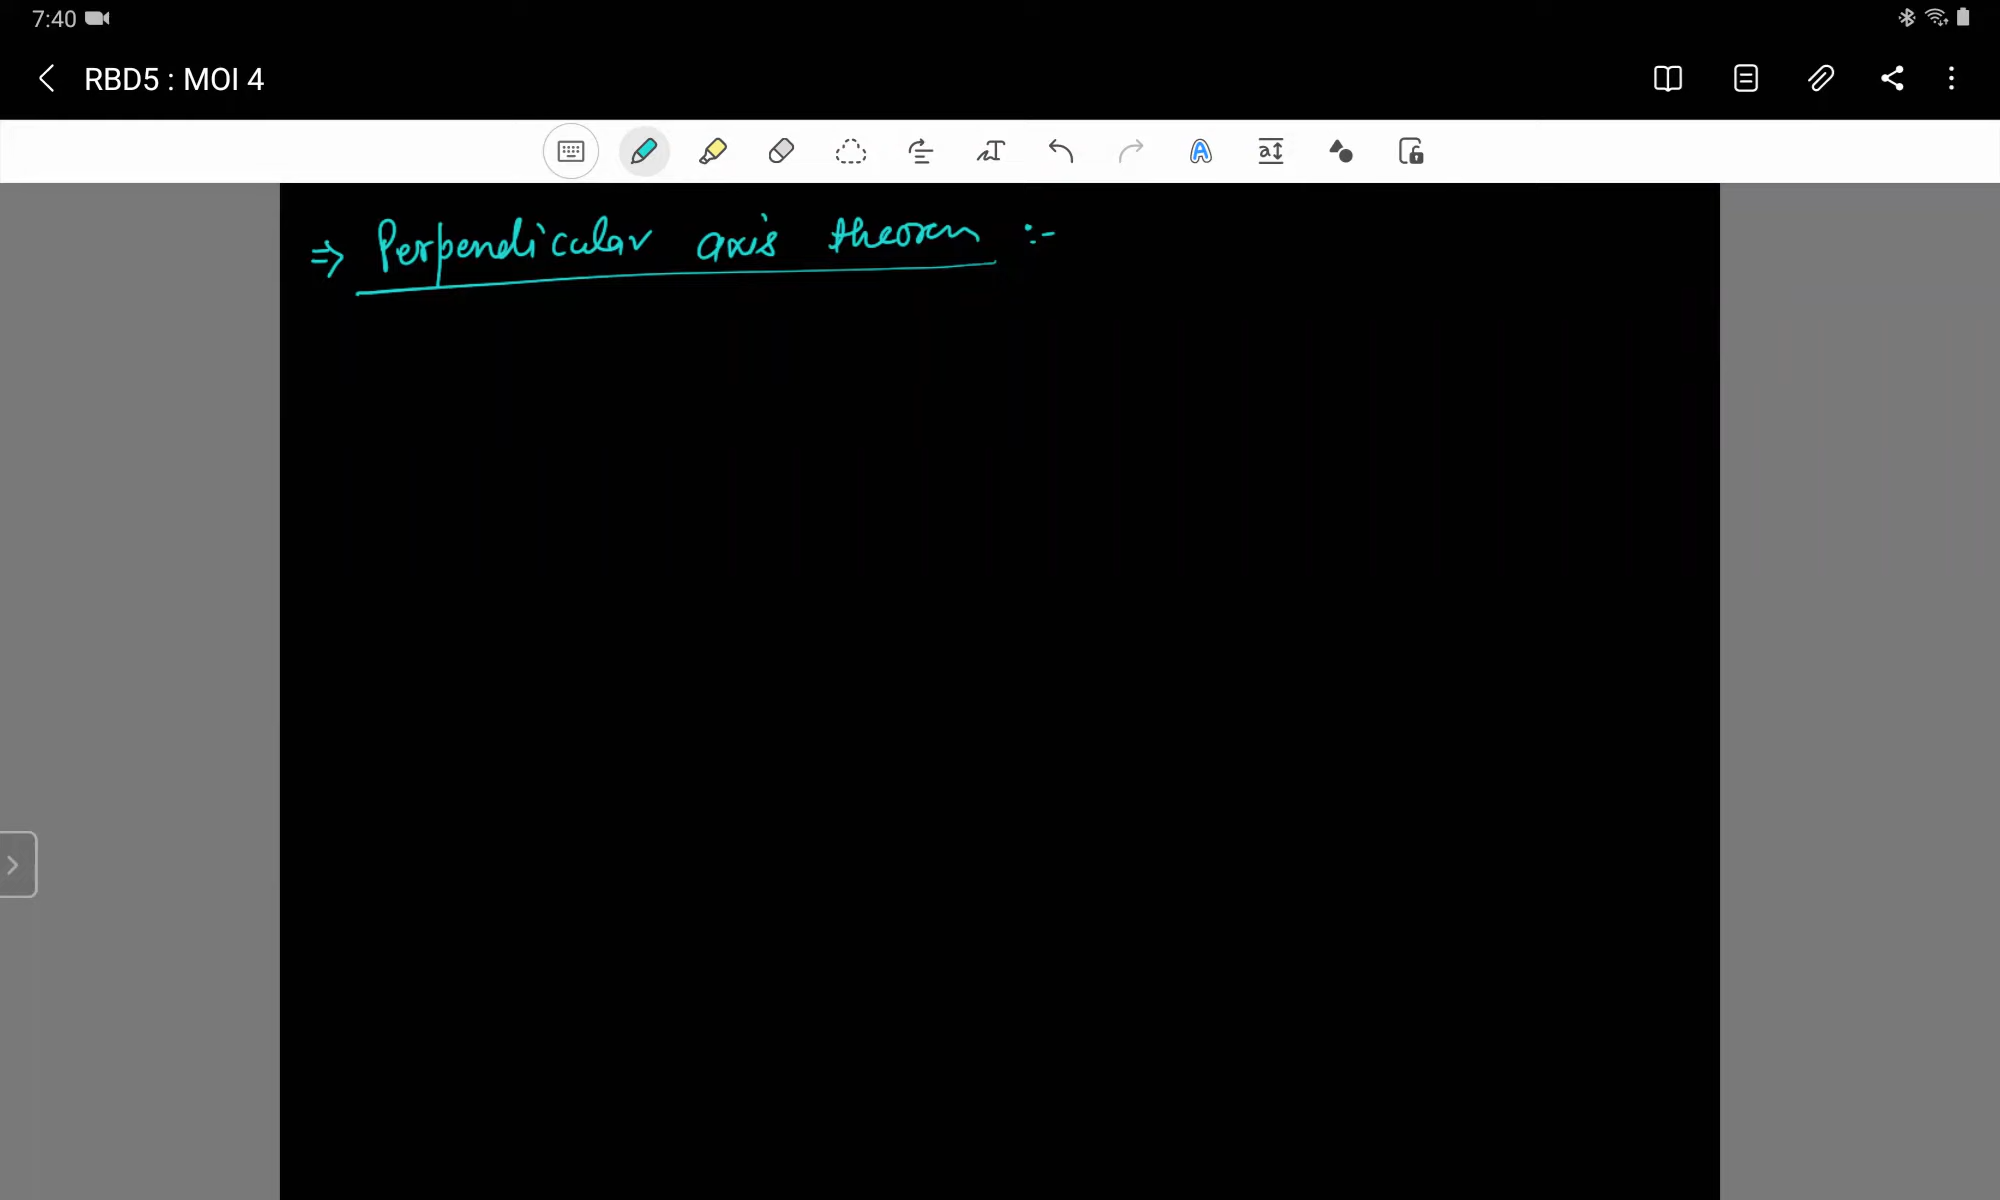 7:40
RBD5 : MOI 4
⇒ Perpendicular axis theorem :-